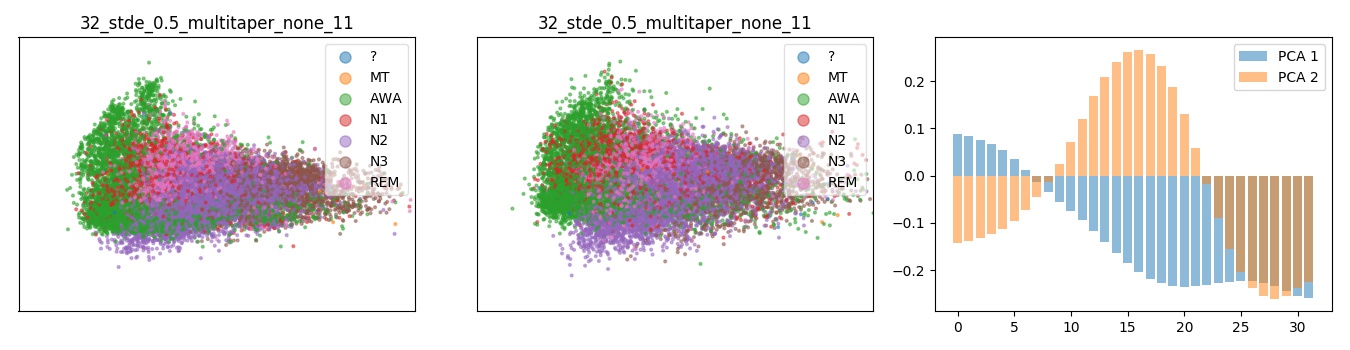 32_stde_0.5_multitaper_none_11
?
MT
AWA
N1
N2
N3
REM
32_stde_0.5_multitaper_none_11
?
MT
AWA
N1
N2
N3
REM
PCA 1
PCA 2
0.2
0.1
0.0
−0.1
−0.2
0 5 10 15 20 25 30